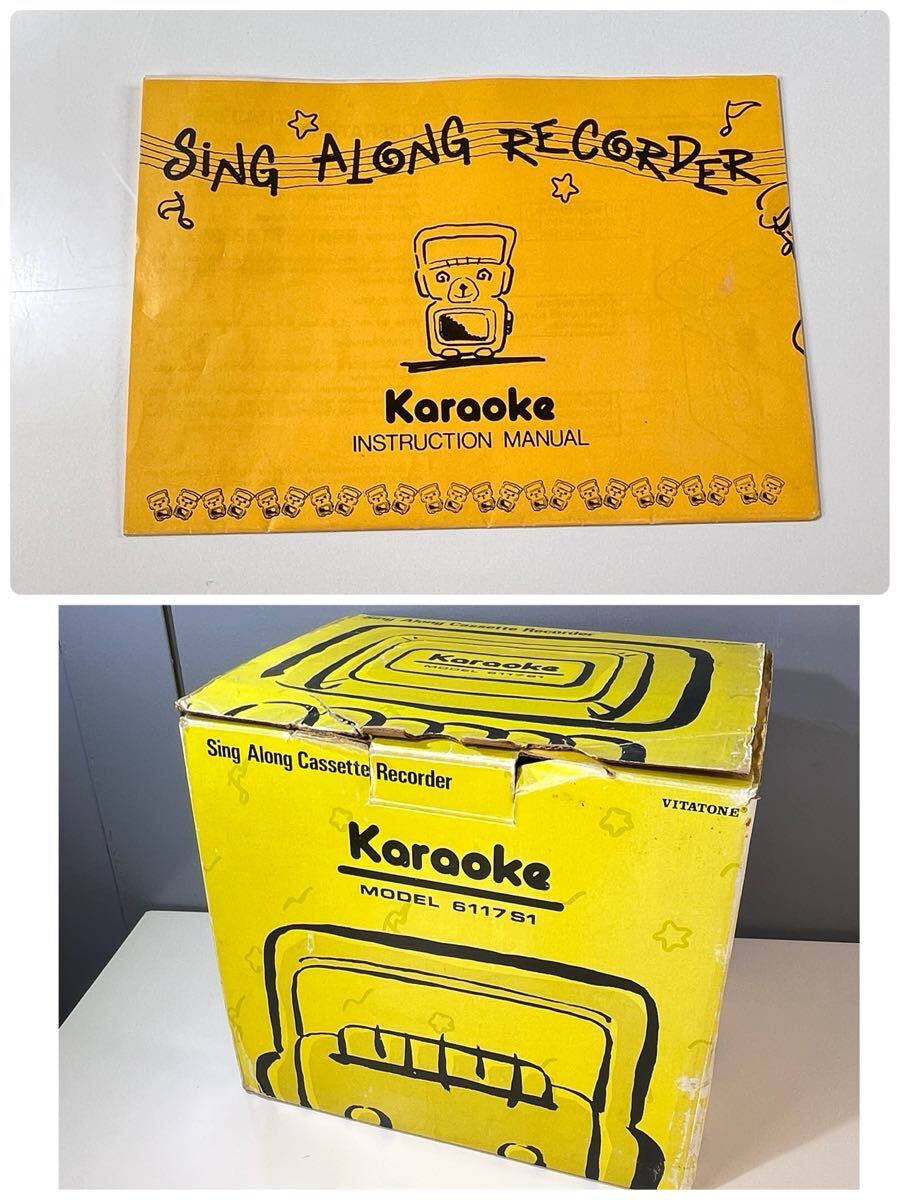 SiNG ALONG RECORDER
Karaoke
INSTRUCTION MANUAL
Sing Along Cassette Recorder
Karaoke
MODEL 6117S1
Sing Along Cassette Recorder
VITATONE®
Karaoke
MODEL 6117S1